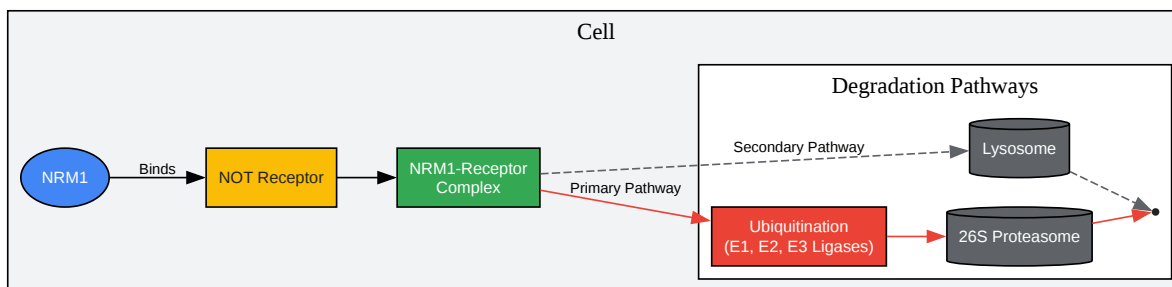 Cell
Degradation Pathways
NRM1
Binds
NOT Receptor
NRM1-Receptor
Complex
Secondary Pathway
Primary Pathway
Lysosome
Ubiquitination
(E1, E2, E3 Ligases)
26S Proteasome